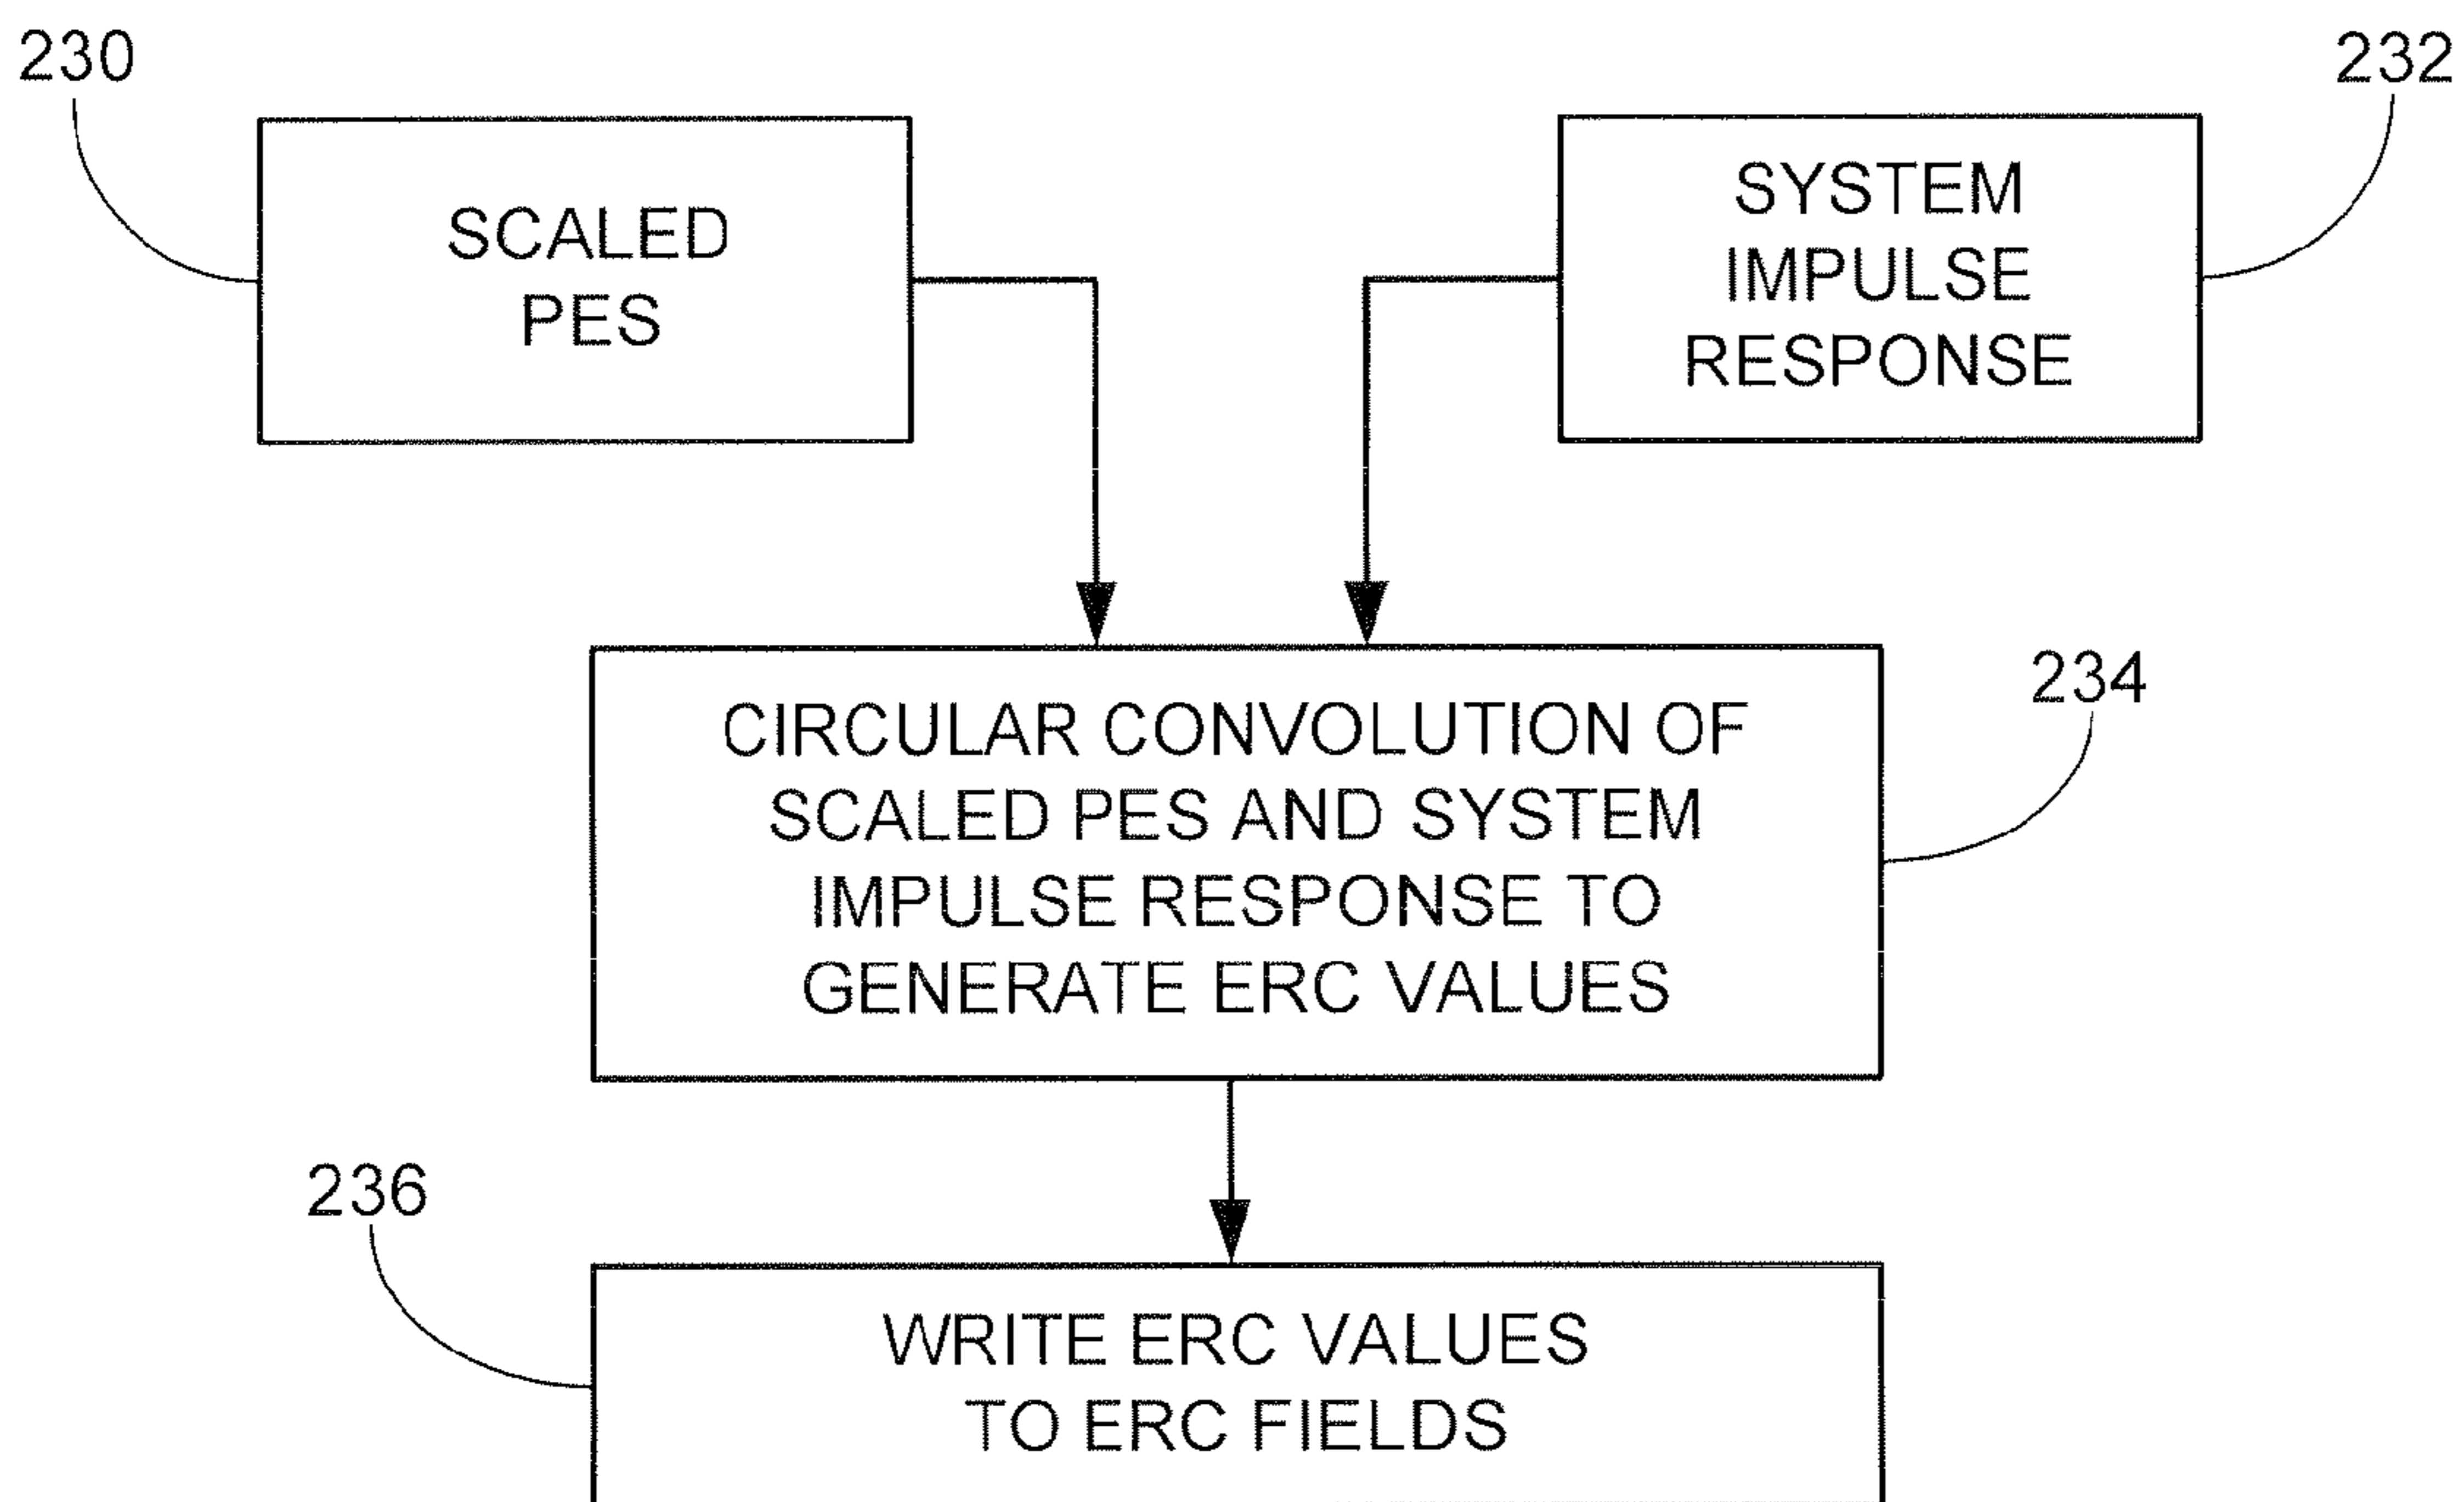 230
232
SCALED
PES
SYSTEM
IMPULSE
RESPONSE
234
CIRCULAR CONVOLUTION OF
SCALED PES AND SYSTEM
IMPULSE RESPONSE TO
GENERATE ERC VALUES
236
WRITE ERC VALUES
TO ERC FIELDS